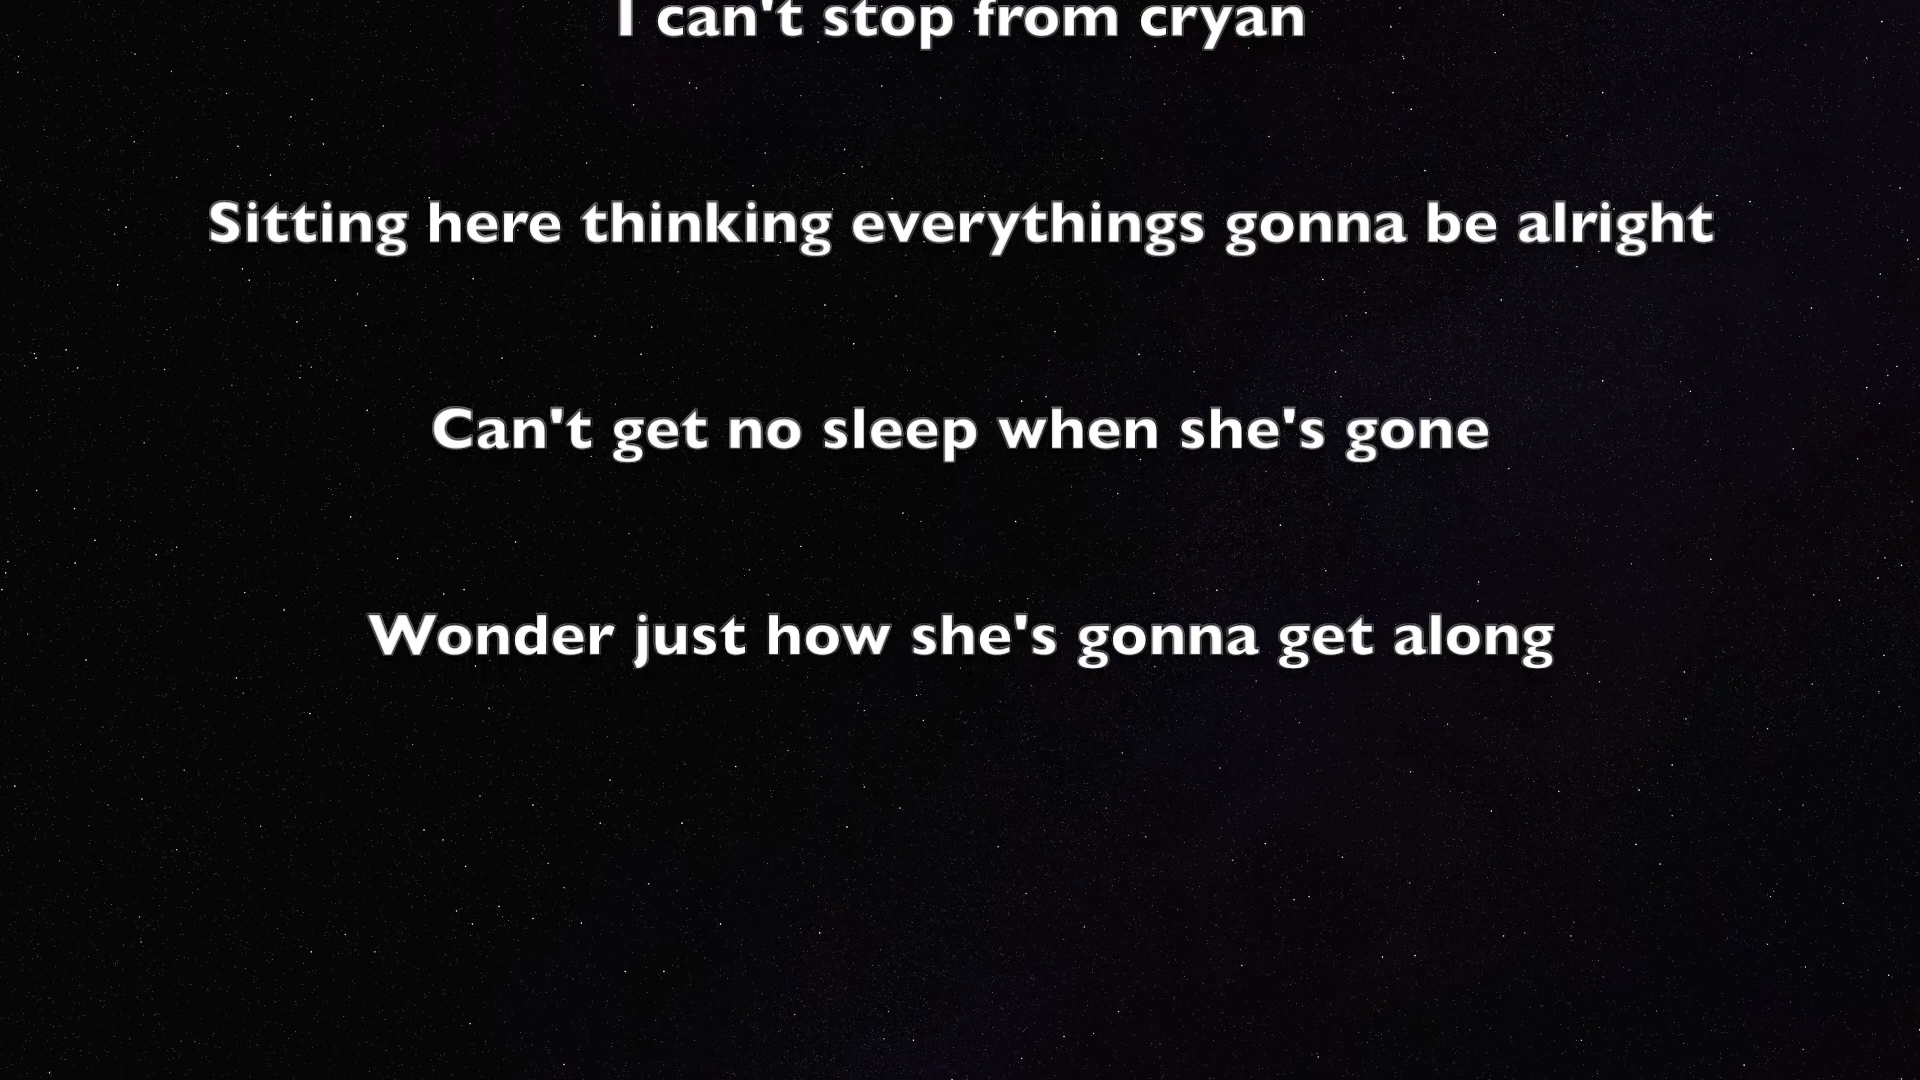 I can't stop from cryan
Sitting here thinking everythings gonna be alright
Can't get no sleep when she's gone
Wonder just how she's gonna get along